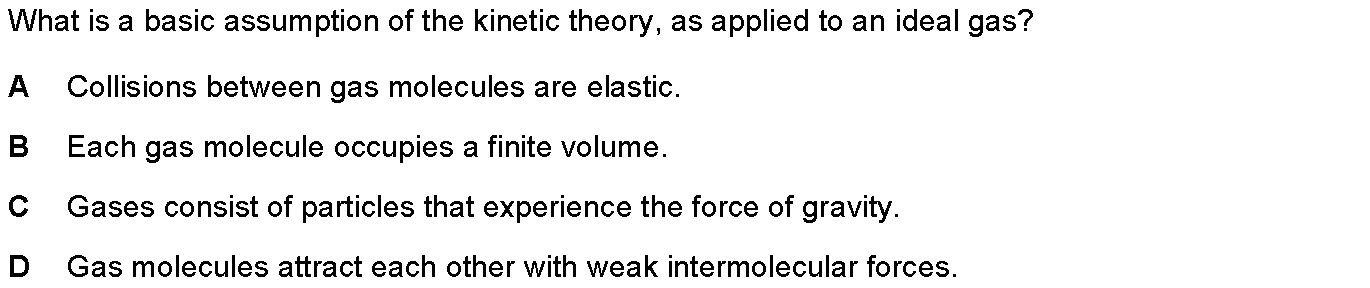 What is a basic assumption of the kinetic theory, as applied to an ideal gas?
A Collisions between gas molecules are elastic.
B Each gas molecule occupies a finite volume.
C Gases consist of particles that experience the force of gravity.
D Gas molecules attract each other with weak intermolecular forces.